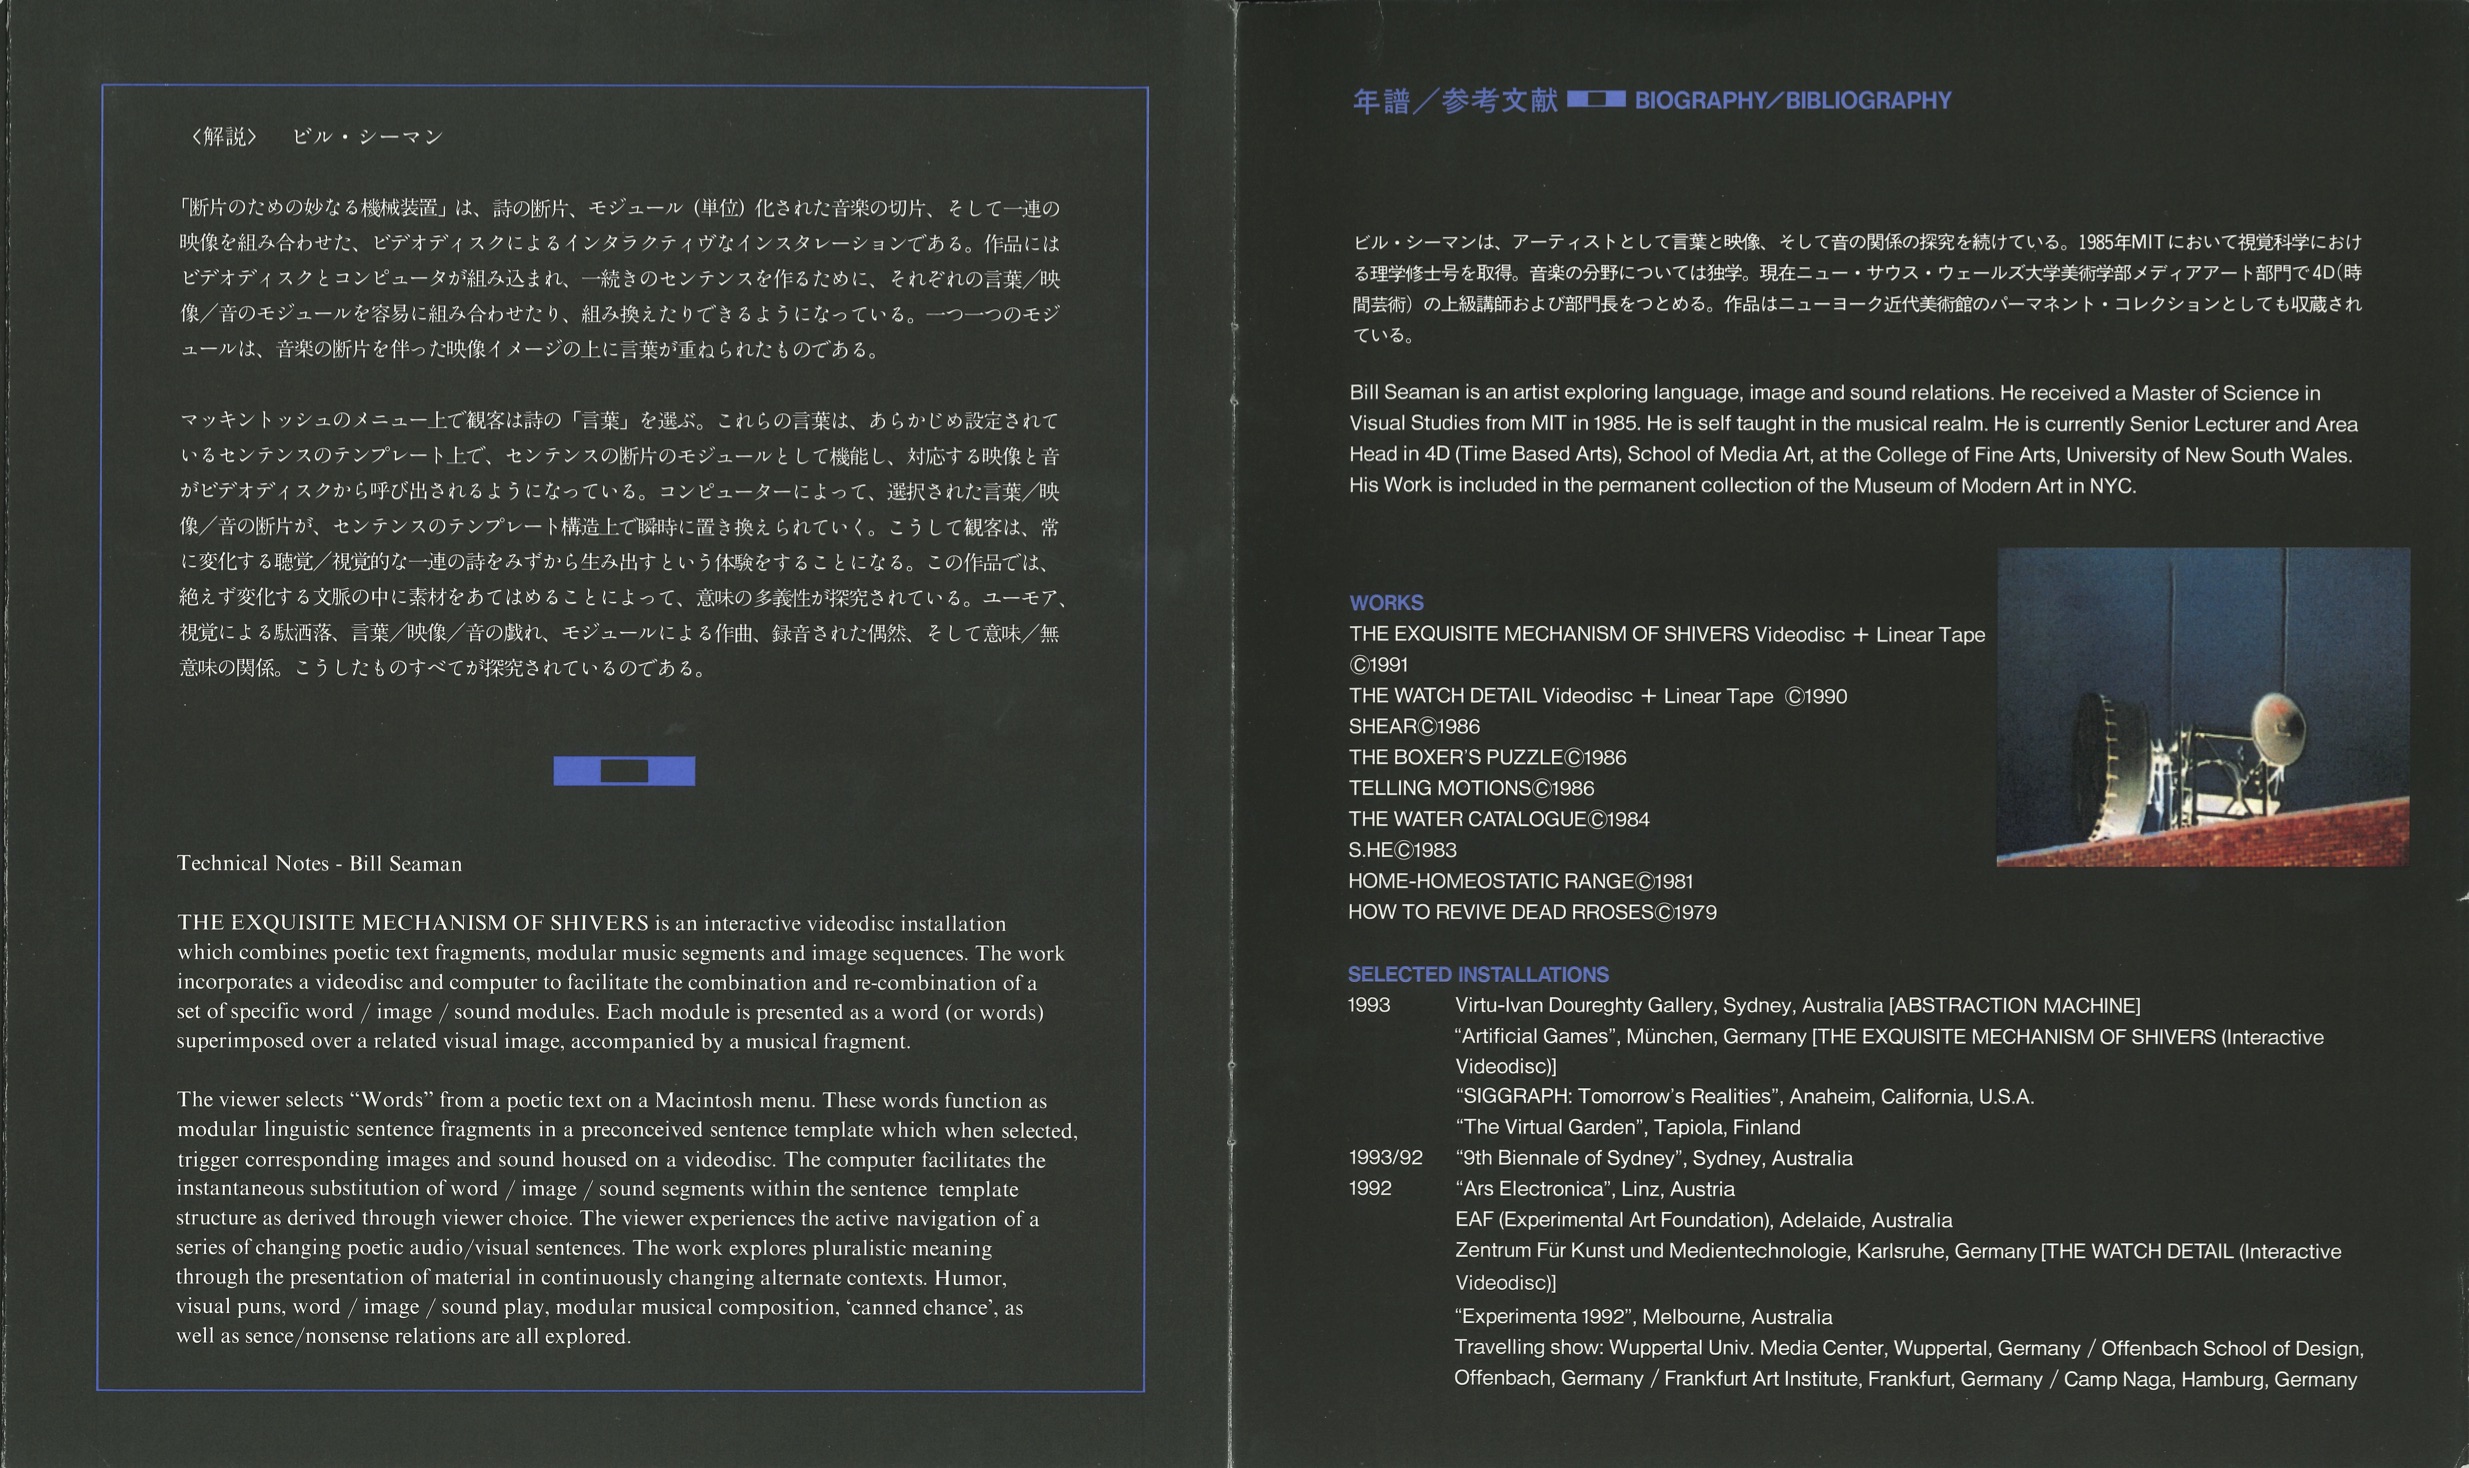 〈解説〉　ビル・シーマン
「断片のための妙なる機械装置」は、詩の断片、モジュール（単位）化された音楽の切片、そして一連の
映像を組み合わせた、ビデオディスクによるインタラクティヴなインスタレーションである。作品には
ビデオディスクとコンピュータが組み込まれ、一続きのセンテンスを作るために、それぞれの言葉／映
像／音のモジュールを容易に組み合わせたり、組み換えたりできるようになっている。一つ一つのモジ
ュールは、音楽の断片を伴った映像イメージの上に言葉が重ねられたものである。
マッキントッシュのメニュー上で観客は詩の「言葉」を選ぶ。これらの言葉は、あらかじめ設定されて
いるセンテンスのテンプレート上で、センテンスの断片のモジュールとして機能し、対応する映像と音
がビデオディスクから呼び出されるようになっている。コンピューターによって、選択された言葉／映
像／音の断片が、センテンスのテンプレート構造上で瞬時に置き換えられていく。こうして観客は、常
に変化する聴覚／視覚的な一連の詩をみずから生み出すという体験をすることになる。この作品では、
絶えず変化する文脈の中に素材をあてはめることによって、意味の多義性が探究されている。ユーモア、
視覚による駄洒落、言葉／映像／音の戯れ、モジュールによる作曲、録音された偶然、そして意味／無
意味の関係。こうしたものすべてが探究されているのである。
Technical Notes - Bill Seaman
THE EXQUISITE MECHANISM OF SHIVERS is an interactive videodisc installation
which combines poetic text fragments, modular music segments and image sequences. The work
incorporates a videodisc and computer to facilitate the combination and re-combination of a
set of specific word / image / sound modules. Each module is presented as a word (or words)
superimposed over a related visual image, accompanied by a musical fragment.
The viewer selects “Words” from a poetic text on a Macintosh menu. These words function as
modular linguistic sentence fragments in a preconceived sentence template which when selected,
trigger corresponding images and sound housed on a videodisc. The computer facilitates the
instantaneous substitution of word / image / sound segments within the sentence template
structure as derived through viewer choice. The viewer experiences the active navigation of a
series of changing poetic audio/visual sentences. The work explores pluralistic meaning
through the presentation of material in continuously changing alternate contexts. Humor,
visual puns, word / image / sound play, modular musical composition, ‘canned chance’, as
well as sence/nonsense relations are all explored.
年譜／参考文献 BIOGRAPHY／BIBLIOGRAPHY
ビル・シーマンは、アーティストとして言葉と映像、そして音の関係の探究を続けている。1985年MITにおいて視覚科学におけ
る理学修士号を取得。音楽の分野については独学。現在ニュー・サウス・ウェールズ大学美術学部メディアアート部門で4D（時
間芸術）の上級講師および部門長をつとめる。作品はニューヨーク近代美術館のパーマネント・コレクションとしても収蔵され
ている。
Bill Seaman is an artist exploring language, image and sound relations. He received a Master of Science in
Visual Studies from MIT in 1985. He is self taught in the musical realm. He is currently Senior Lecturer and Area
Head in 4D (Time Based Arts), School of Media Art, at the College of Fine Arts, University of New South Wales.
His Work is included in the permanent collection of the Museum of Modern Art in NYC.
WORKS
THE EXQUISITE MECHANISM OF SHIVERS Videodisc + Linear Tape
Ⓒ1991
THE WATCH DETAIL Videodisc + Linear Tape Ⓒ1990
SHEARⒸ1986
THE BOXER’S PUZZLEⒸ1986
TELLING MOTIONSⒸ1986
THE WATER CATALOGUEⒸ1984
S.HEⒸ1983
HOME-HOMEOSTATIC RANGEⒸ1981
HOW TO REVIVE DEAD RROSESⒸ1979
SELECTED INSTALLATIONS
1993 Virtu-Ivan Doureghty Gallery, Sydney, Australia [ABSTRACTION MACHINE]
“Artificial Games”, München, Germany [THE EXQUISITE MECHANISM OF SHIVERS (Interactive
Videodisc)]
“SIGGRAPH: Tomorrow’s Realities”, Anaheim, California, U.S.A.
“The Virtual Garden”, Tapiola, Finland
1993/92 “9th Biennale of Sydney”, Sydney, Australia
1992 “Ars Electronica”, Linz, Austria
EAF (Experimental Art Foundation), Adelaide, Australia
Zentrum Für Kunst und Medientechnologie, Karlsruhe, Germany [THE WATCH DETAIL (Interactive
Videodisc)]
“Experimenta 1992”, Melbourne, Australia
Travelling show: Wuppertal Univ. Media Center, Wuppertal, Germany / Offenbach School of Design,
Offenbach, Germany / Frankfurt Art Institute, Frankfurt, Germany / Camp Naga, Hamburg, Germany